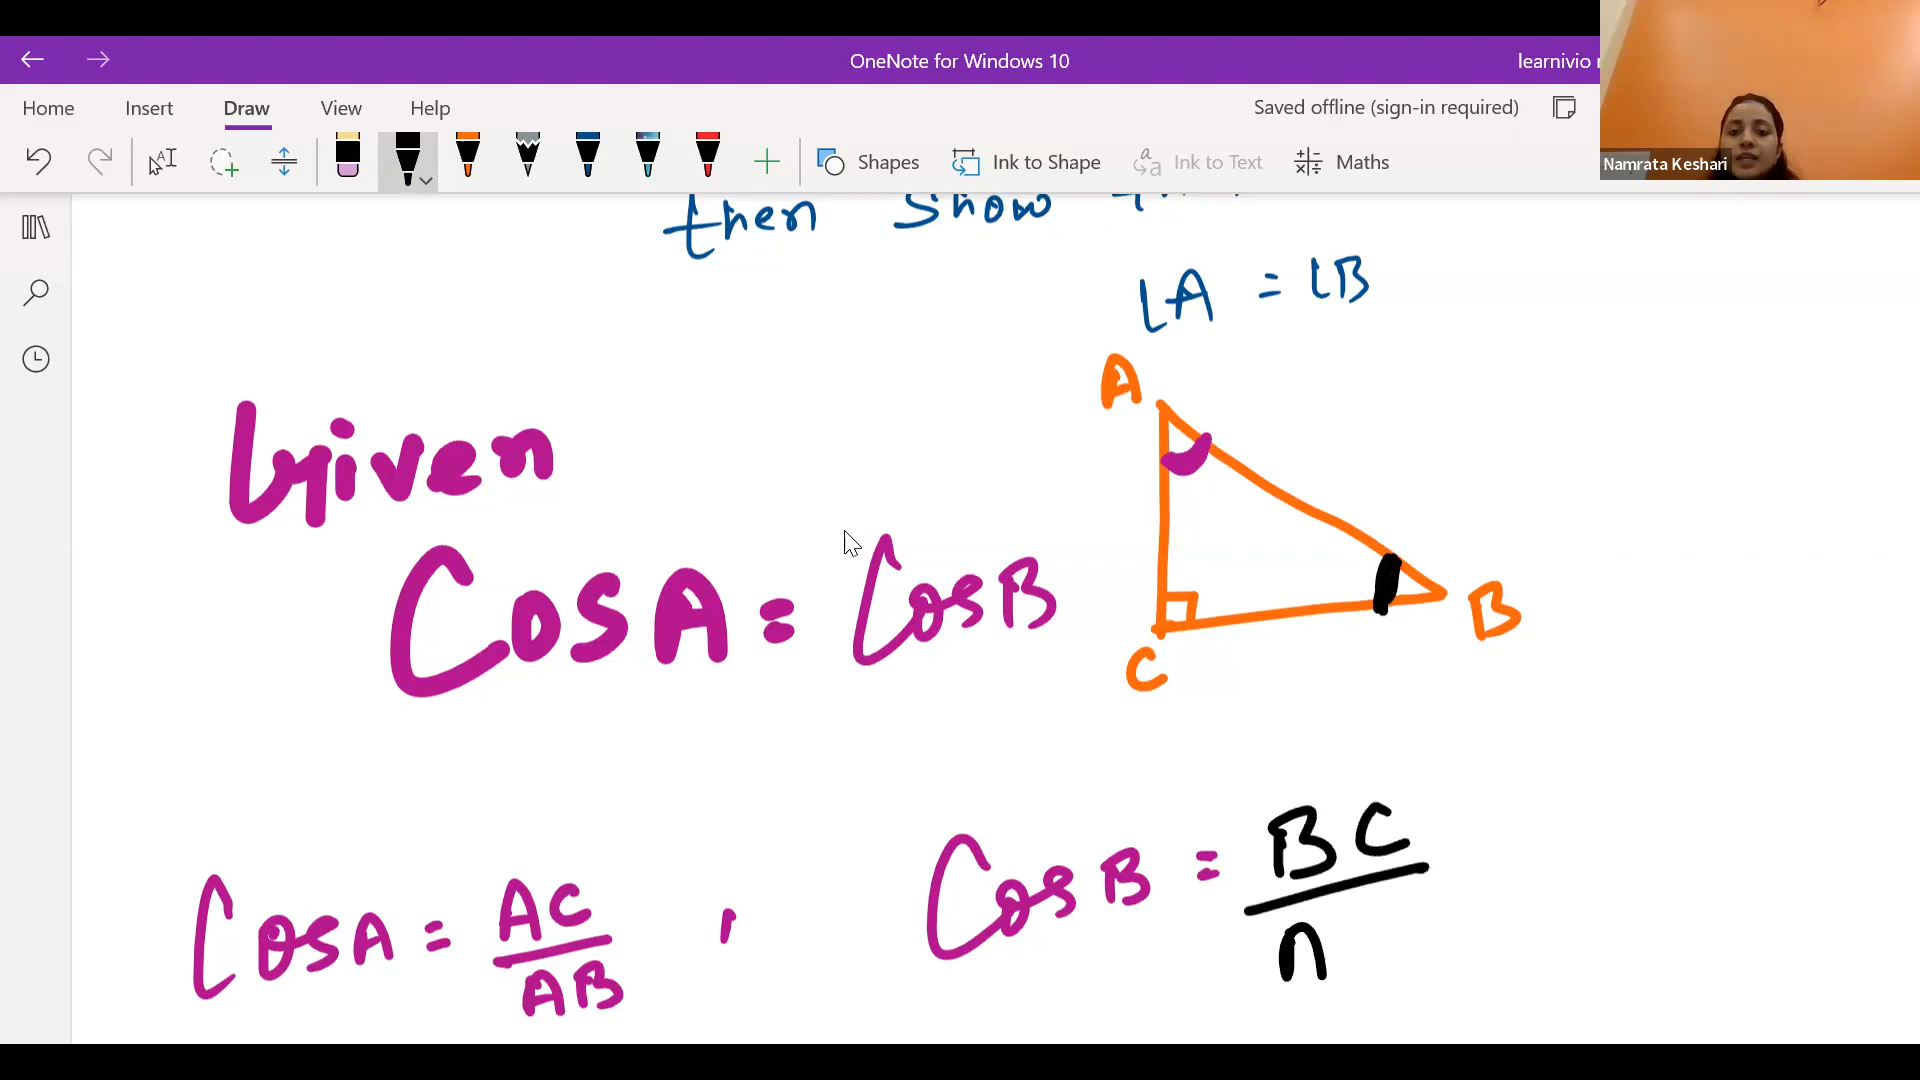 OneNote for Windows 10
learnivio
Home Insert Draw View Help
Saved offline (sign-in required)
Shapes Ink to Shape Ink to Text Maths
Namrata Keshari
then show
∠A = ∠B
A
Given
CosA = CosB
B
C
CosA = AC/AB , CosB = BC/